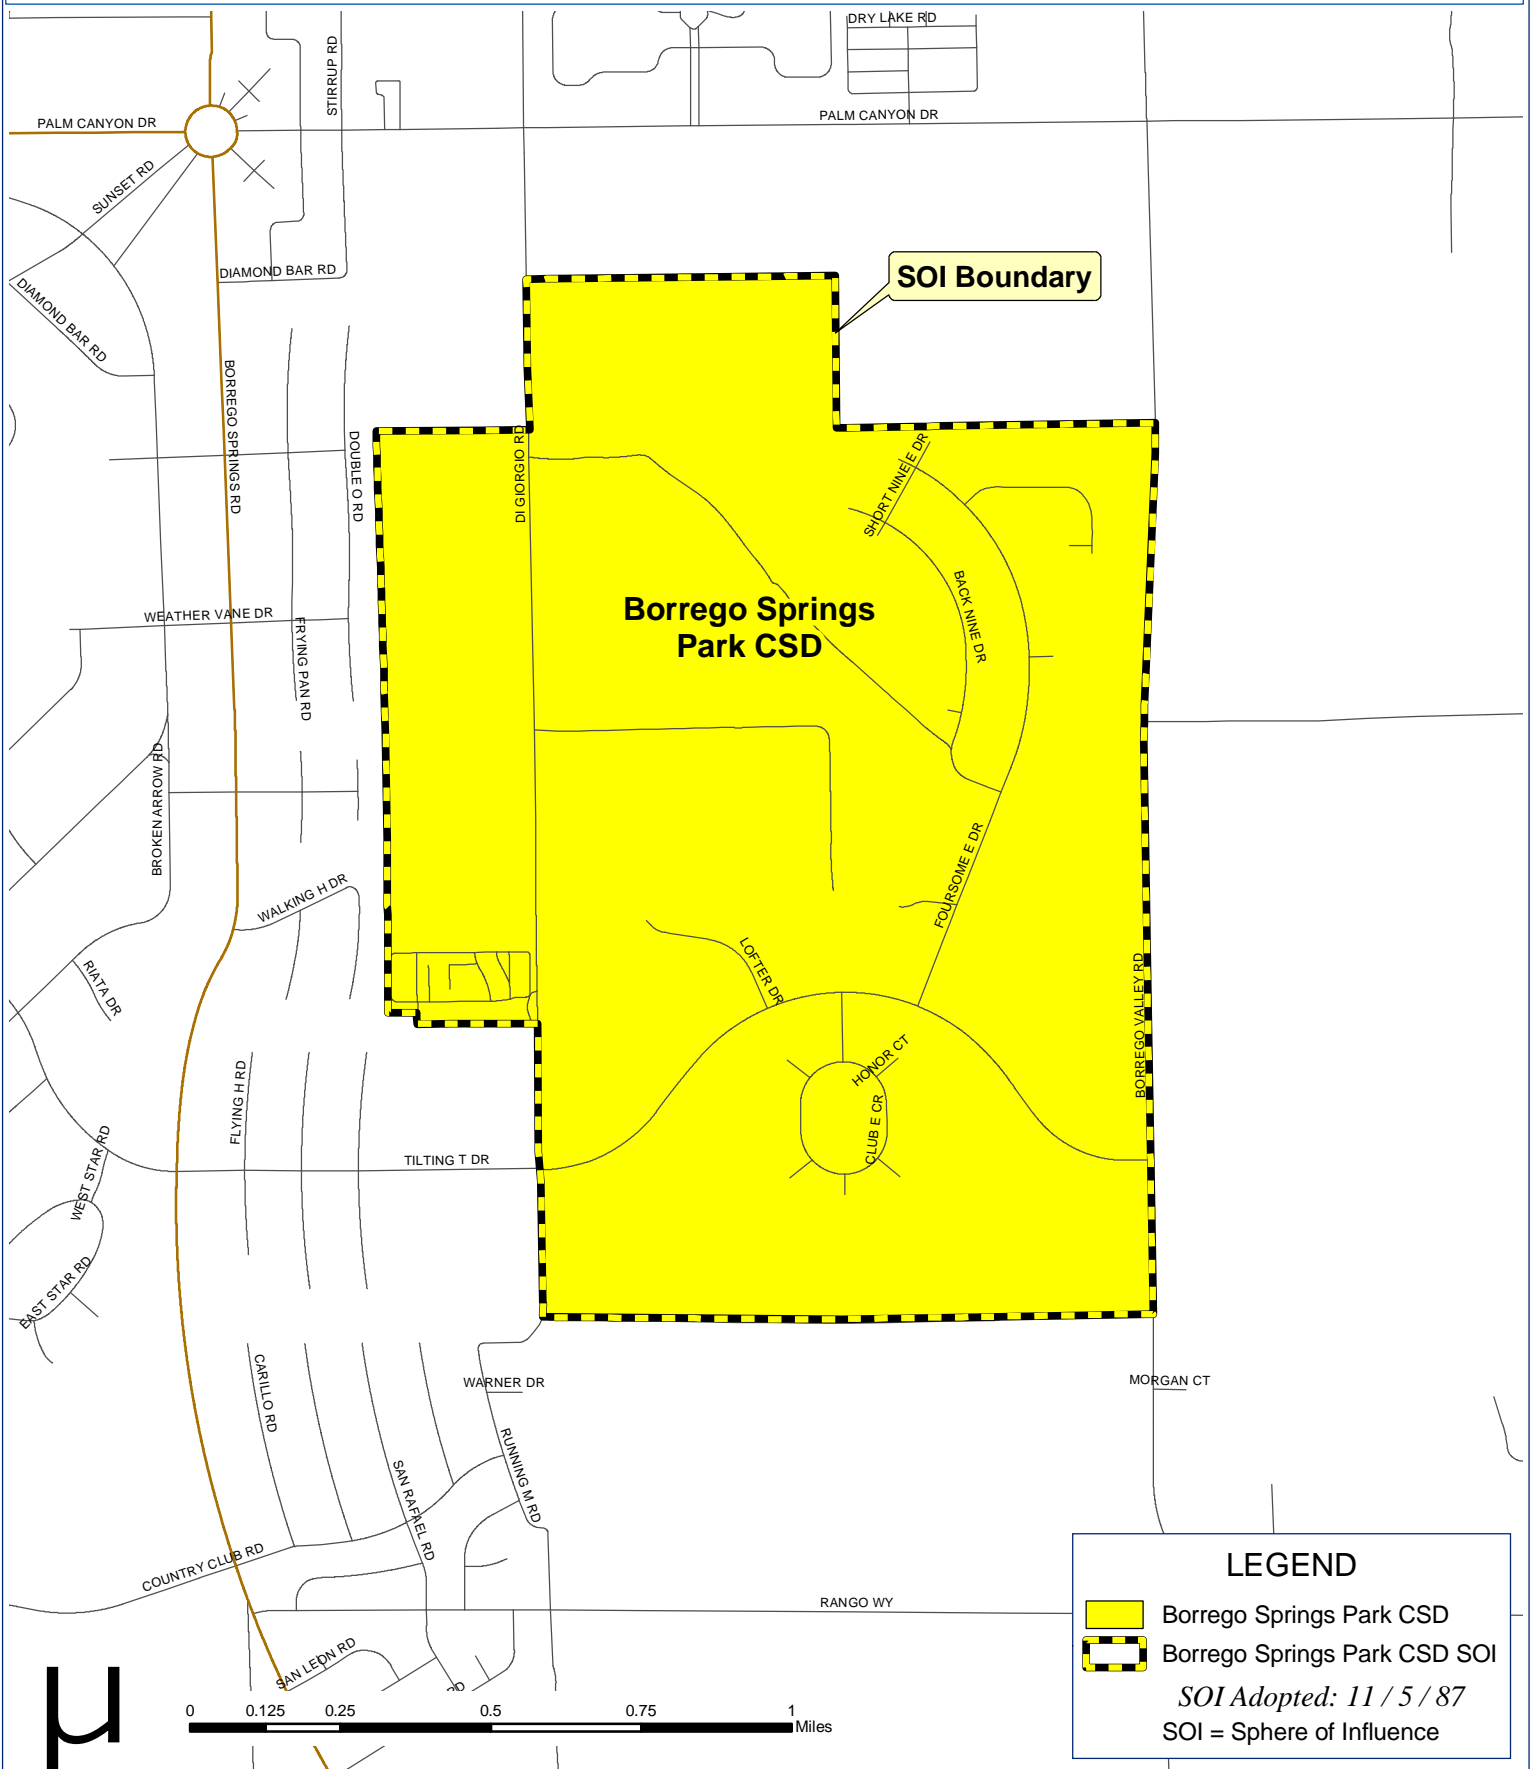 DRY LAKE RD
STIRRUP RD
PALM CANYON DR
PALM CANYON DR
SUNSET RD
DIAMOND BAR RD
SOI Boundary
DIAMOND BAR RD
BORREGO SPRINGS RD
DOUBLE O RD
DI GIORGIO RD
SHORT NINE E DR
BACK NINE DR
Borrego Springs
Park CSD
WEATHER VANE DR
FRYING PAN RD
BROKEN ARROW RD
FOURSOME E DR
WALKING H DR
LOFTER DR
RIATA DR
BORREGO VALLEY RD
HONOR CT
FLYING H RD
CLUB E CR
TILTING T DR
WEST STAR RD
EAST STAR RD
CARILLO RD
WARNER DR
MORGAN CT
RUNNING M RD
SAN RAFAEL RD
COUNTRY CLUB RD
RANGO WY
SAN LEON RD
RD
LEGEND
Borrego Springs Park CSD
Borrego Springs Park CSD SOI
SOI Adopted: 11 / 5 / 87
SOI = Sphere of Influence
µ
0 0.125 0.25 0.5 0.75 1
Miles